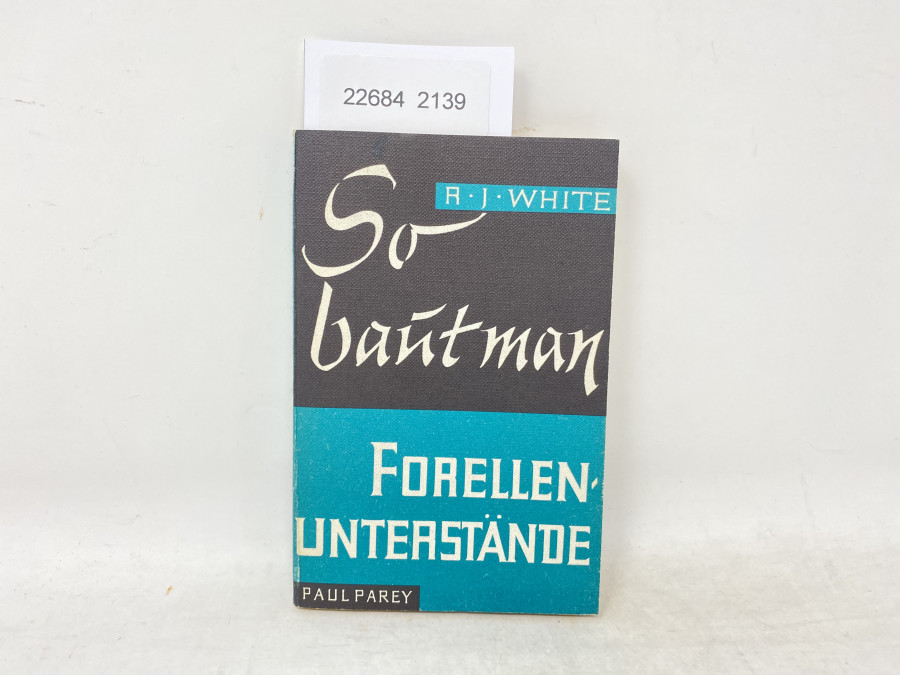 22684 2139
R·J·WHITE
So
baut man
FORELLEN-
UNTERSTÄNDE
PAUL PAREY